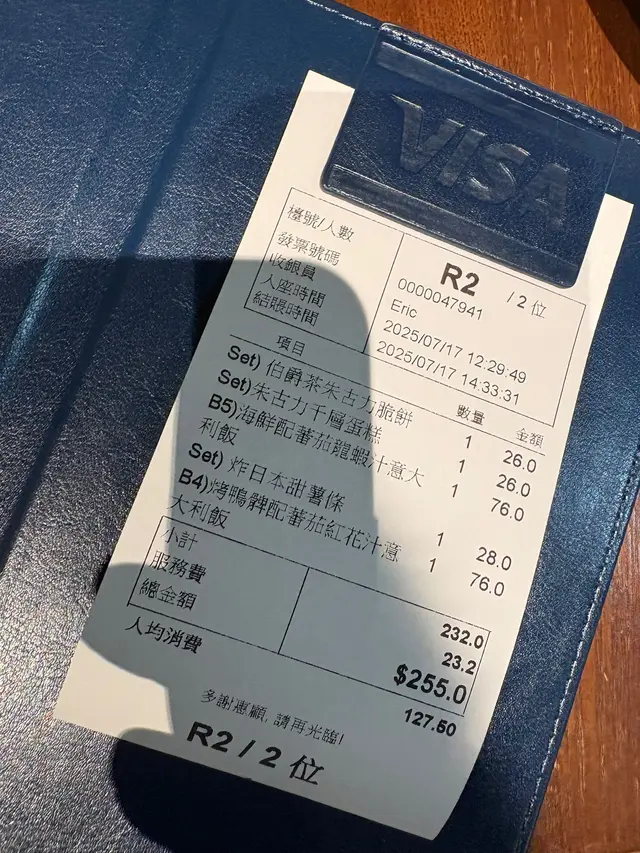 VISA
檯號/人數 R2 / 2 位
發票號碼 0000047941
收銀員 Eric
入座時間 2025/07/17 12:29:49
結賬時間 2025/07/17 14:33:31
項目 數量 金額
Set) 伯爵茶朱古力脆餅 1 26.0
Set)朱古力千層蛋糕 1 26.0
B5)海鮮配蕃茄龍蝦汁意大 1 76.0
利飯
Set) 炸日本甜薯條 1 28.0
B4)烤鴨髀配蕃茄紅花汁意 1 76.0
大利飯
小計 232.0
服務費 23.2
總金額 $255.0
人均消費 127.50
多謝惠顧, 請再光臨!
R2 / 2 位